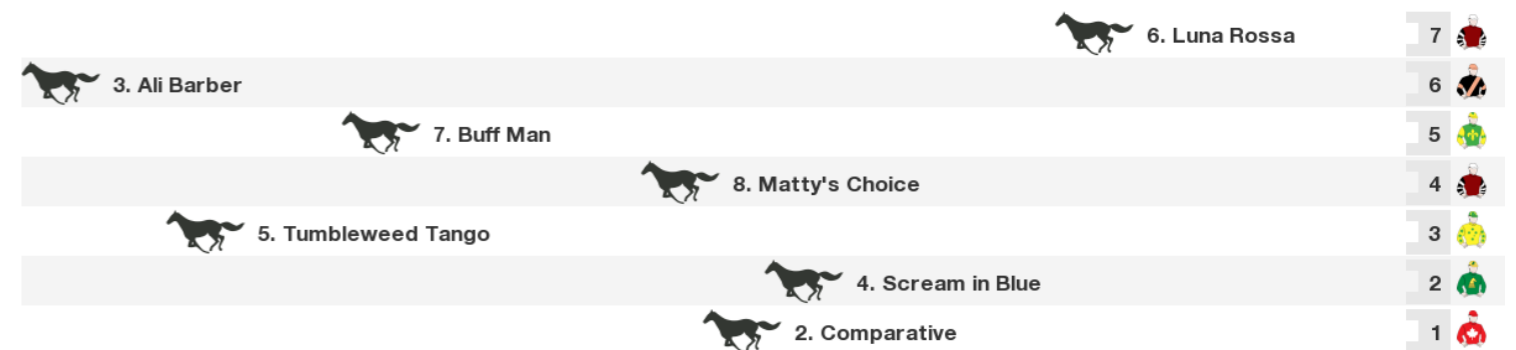 6. Luna Rossa 7
3. Ali Barber 6
7. Buff Man 5
8. Matty's Choice 4
5. Tumbleweed Tango 3
4. Scream in Blue 2
2. Comparative 1